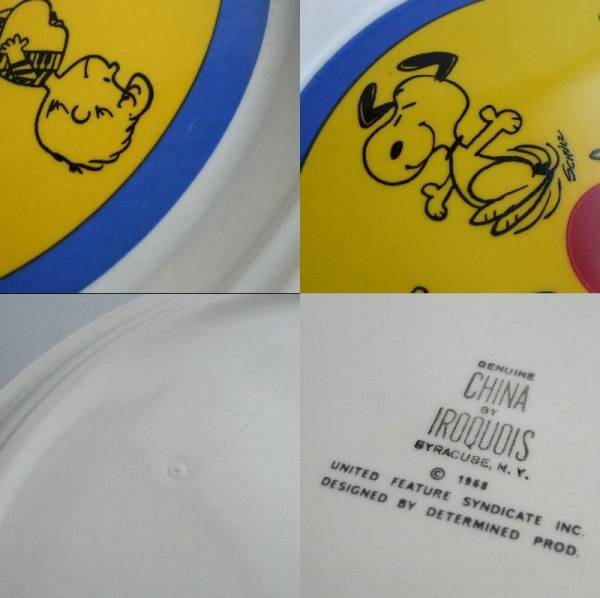 SCHULZ
GENUINE
CHINA
BY
IROQUOIS
SYRACUSE, N. Y.
© 1968
UNITED FEATURE SYNDICATE INC.
DESIGNED BY DETERMINED PROD.